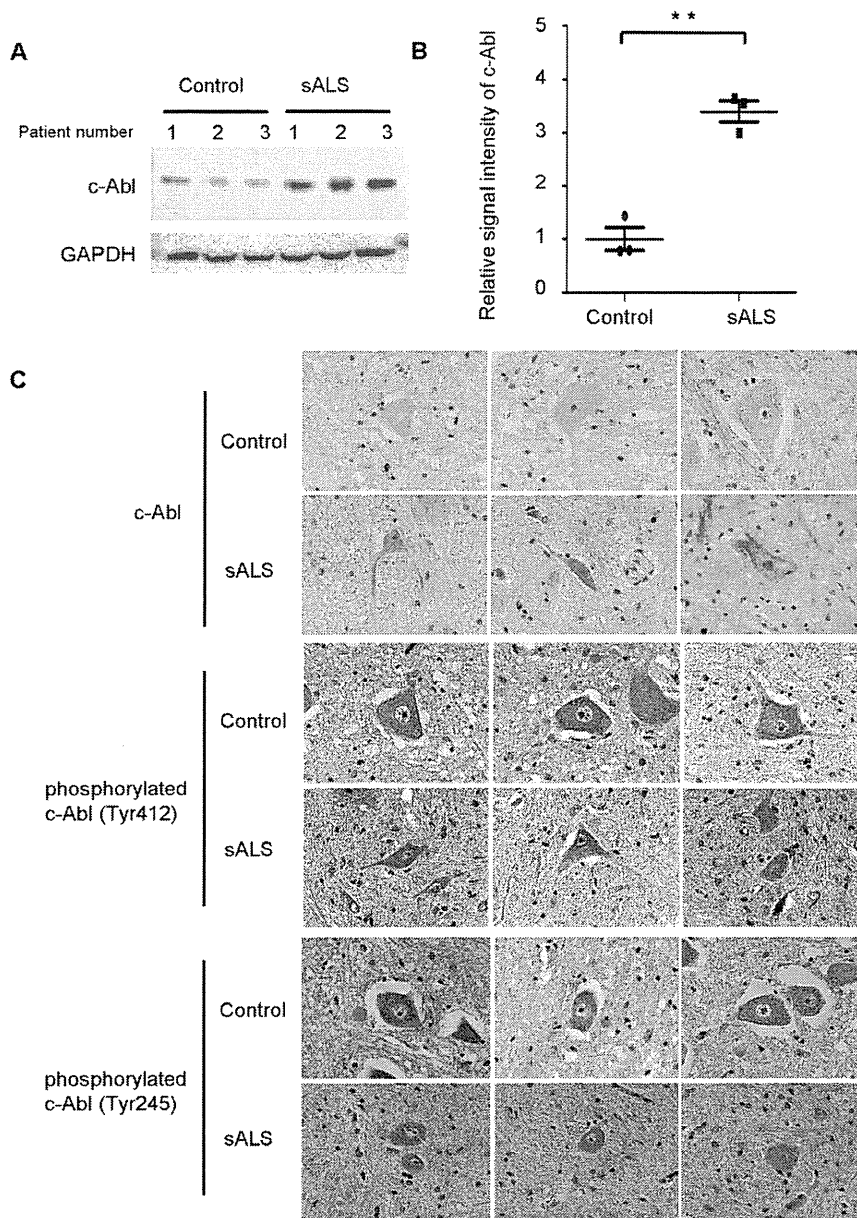 A
Control sALS
Patient number 1 2 3 1 2 3
c-Abl
GAPDH
B
Relative signal intensity of c-Abl
5
4
3
2
1
0
**
Control sALS
C
c-Abl
Control
sALS
phosphorylated
c-Abl (Tyr412)
Control
sALS
phosphorylated
c-Abl (Tyr245)
Control
sALS